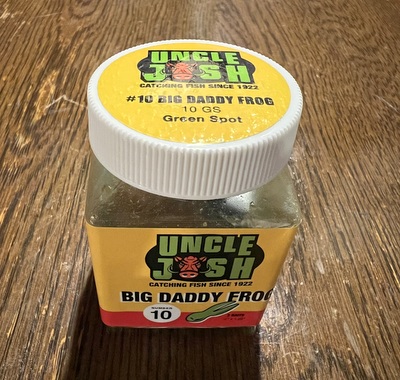 UNCLE
JOSH
CATCHING FISH SINCE 1922
#10 BIG DADDY FROG
10 GS
Green Spot
UNCLE
JOSH
CATCHING FISH SINCE 1922
BIG DADDY FROG
NUMBER
10